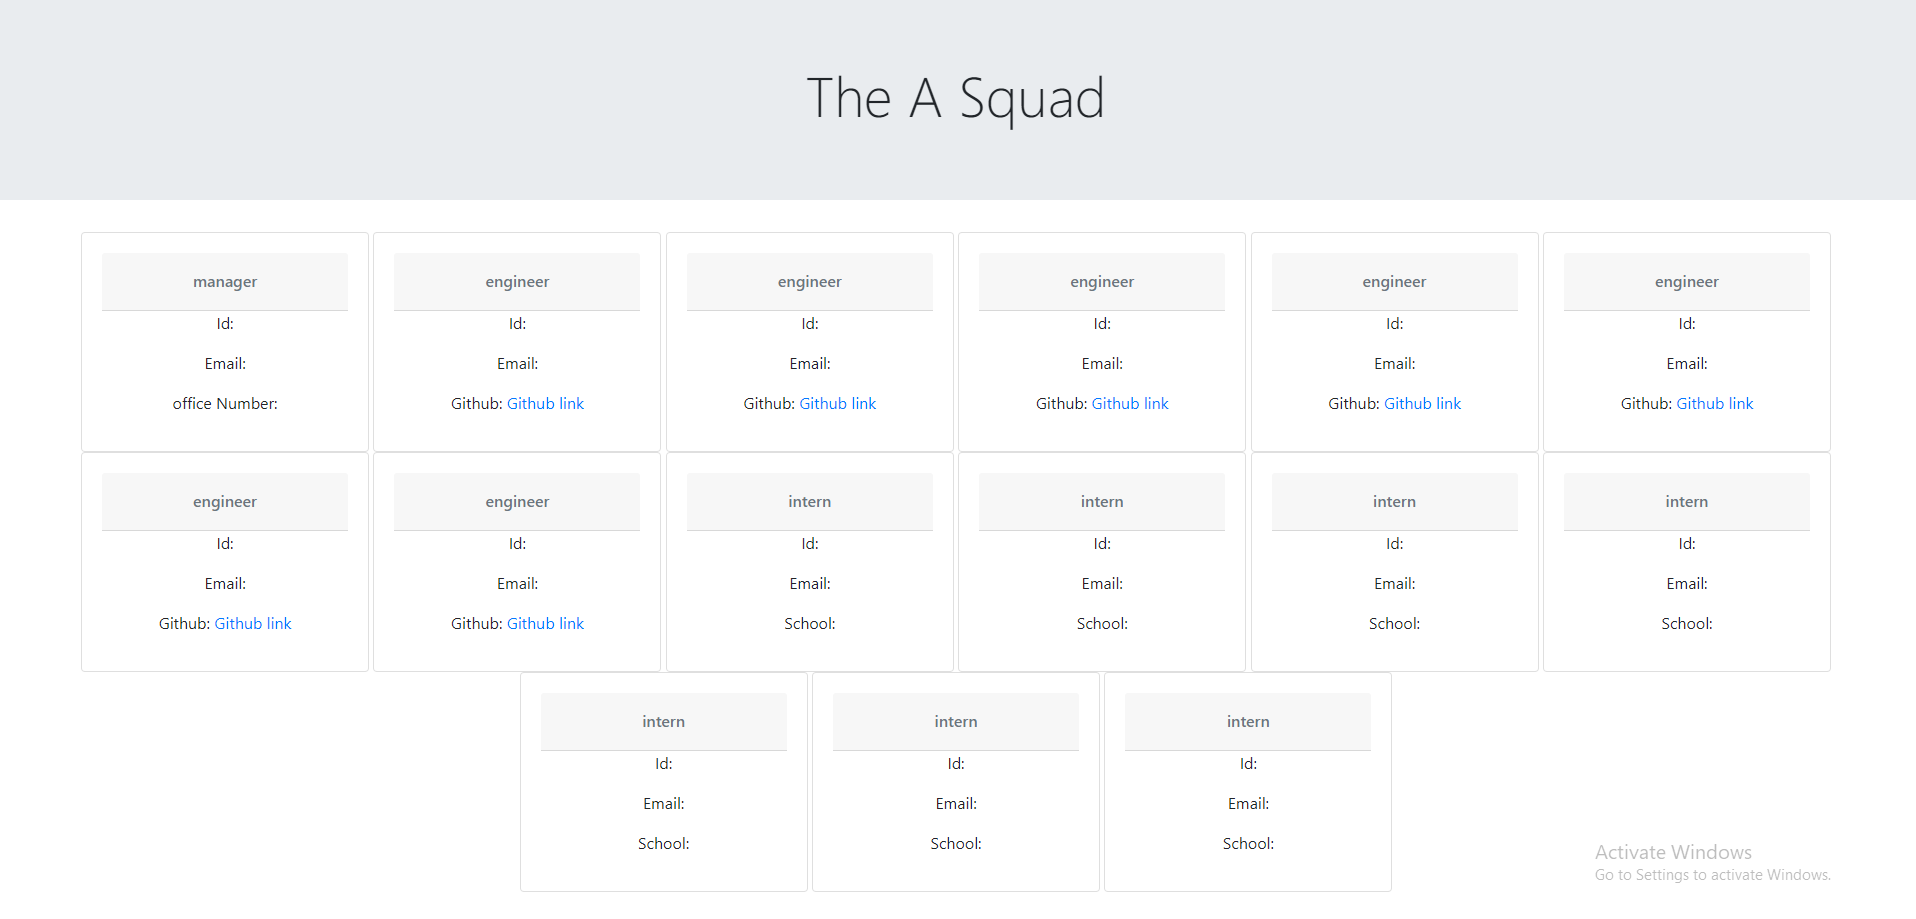 The A Squad
manager
Id:
Email:
office Number:
engineer
Id:
Email:
Github: Github link
engineer
Id:
Email:
Github: Github link
engineer
Id:
Email:
Github: Github link
engineer
Id:
Email:
Github: Github link
engineer
Id:
Email:
Github: Github link
engineer
Id:
Email:
Github: Github link
engineer
Id:
Email:
Github: Github link
intern
Id:
Email:
School:
intern
Id:
Email:
School:
intern
Id:
Email:
School:
intern
Id:
Email:
School:
intern
Id:
Email:
School:
intern
Id:
Email:
School:
intern
Id:
Email:
School:
Activate Windows
Go to Settings to activate Windows.